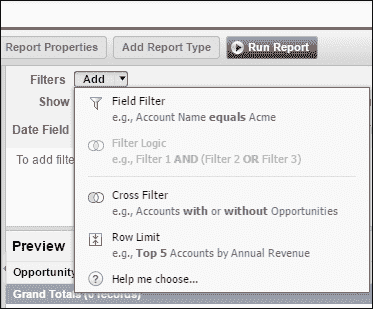 Report Properties Add Report Type Run Report
Filters Add
Field Filter
e.g., Account Name equals Acme
Show
Filter Logic
Date Field
e.g., Filter 1 AND (Filter 2 OR Filter 3)
To add filte
Cross Filter
e.g., Accounts with or without Opportunities
Row Limit
Preview
e.g., Top 5 Accounts by Annual Revenue
Opportunity
Help me choose...
Grand Totals (0 records)